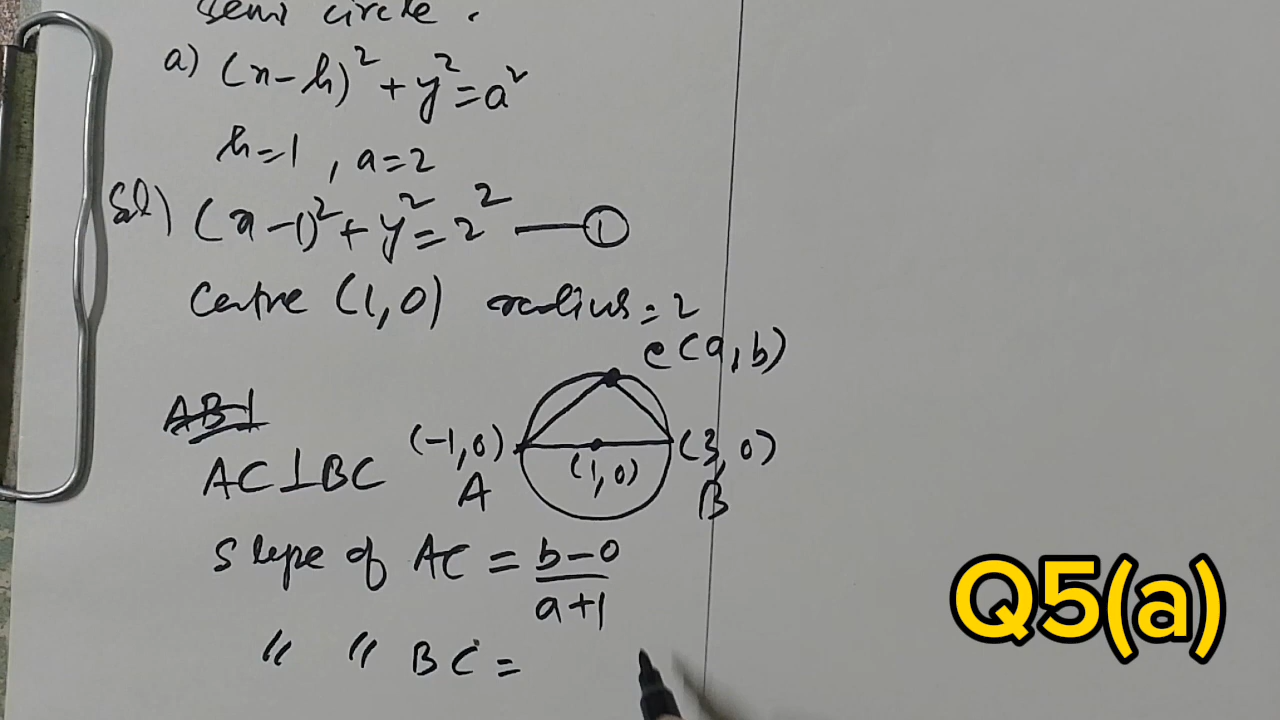 semi circle.
a) (x-h)² + y² = a²
h=1, a=2
Sol) (x-1)² + y² = 2² — ①
Centre (1,0) radius = 2
C(a,b)
AB⊥
AC⊥BC (-1,0) (1,0) (3,0)
A B
Slope of AC = b-0/a+1
" " BC =
Q5(a)